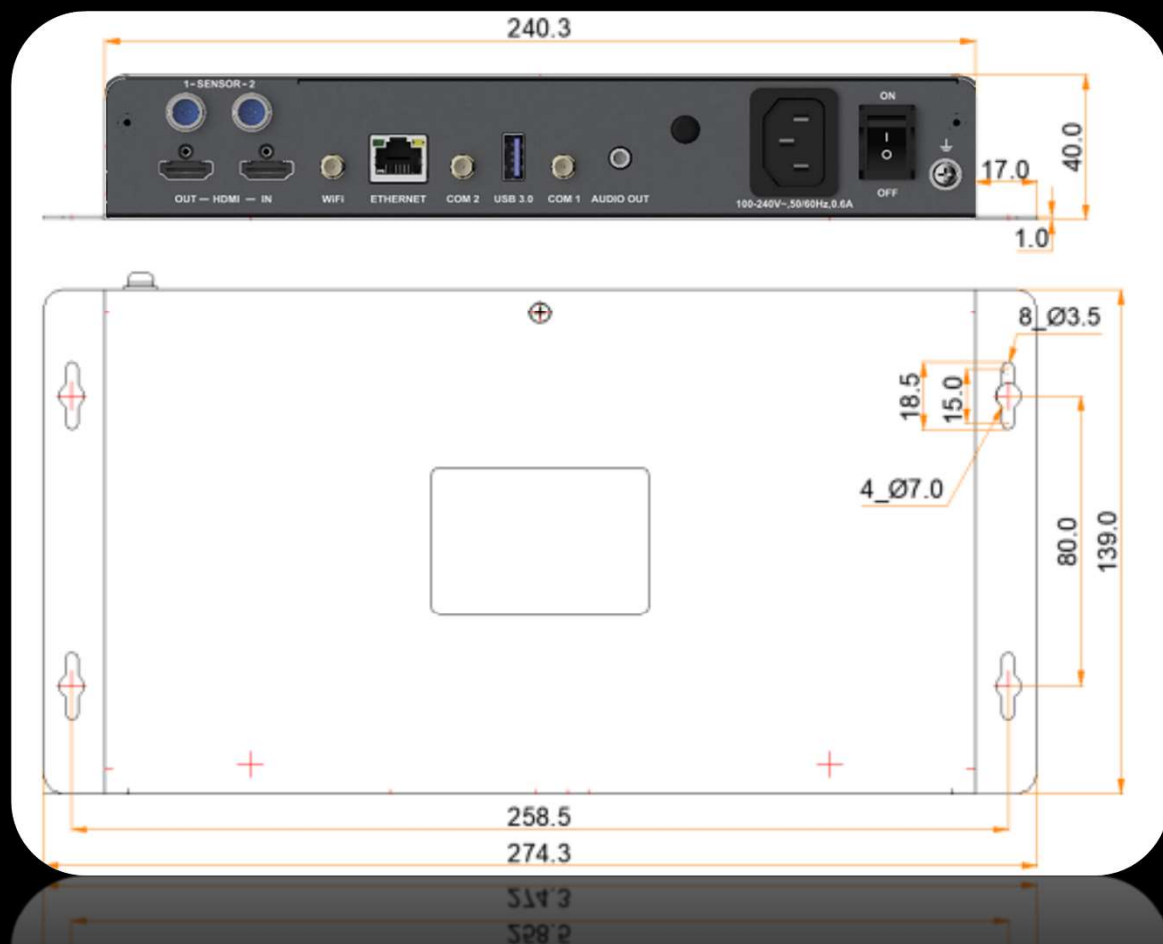 240.3
1-SENSOR-2
ON
I
O
OFF
OUT — HDMI — IN
WiFi
ETHERNET
COM 2
USB 3.0
COM 1
AUDIO OUT
100-240V~,50/60Hz,0.6A
17.0
40.0
1.0
8_Ø3.5
18.5
15.0
4_Ø7.0
80.0
139.0
258.5
274.3
274.3
258.5